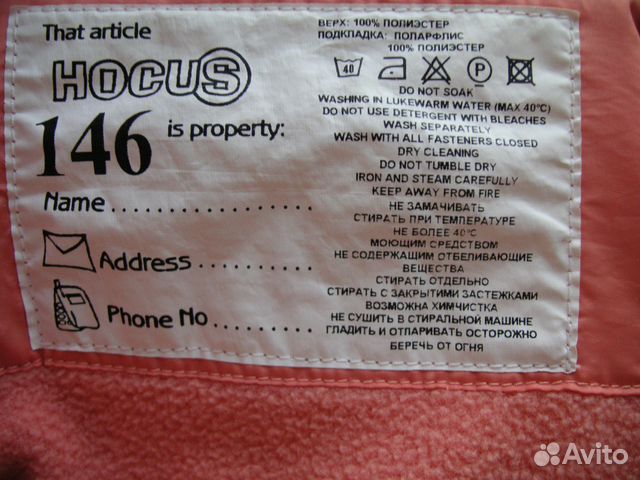 That article
HOCUS
146 is property:
Name ..................
Address ............
Phone No ............
ВЕРХ: 100% ПОЛИЭСТЕР
ПОДКЛАДКА: ПОЛАРФЛИС
100% ПОЛИЭСТЕР
40 P
DO NOT SOAK
WASHING IN LUKEWARM WATER (MAX 40°C)
DO NOT USE DETERGENT WITH BLEACHES
WASH SEPARATELY
WASH WITH ALL FASTENERS CLOSED
DRY CLEANING
DO NOT TUMBLE DRY
IRON AND STEAM CAREFULLY
KEEP AWAY FROM FIRE
НЕ ЗАМАЧИВАТЬ
СТИРАТЬ ПРИ ТЕМПЕРАТУРЕ
НЕ БОЛЕЕ 40°C
МОЮЩИМ СРЕДСТВОМ
НЕ СОДЕРЖАЩИМ ОТБЕЛИВАЮЩИЕ
ВЕЩЕСТВА
СТИРАТЬ ОТДЕЛЬНО
СТИРАТЬ С ЗАКРЫТИМИ ЗАСТЕЖКАМИ
ВОЗМОЖНА ХИМЧИСТКА
НЕ СУШИТЬ В СТИРАЛЬНОЙ МАШИНЕ
ГЛАДИТЬ И ОТПАРИВАТЬ ОСТОРОЖНО
БЕРЕЧЬ ОТ ОГНЯ
Avito